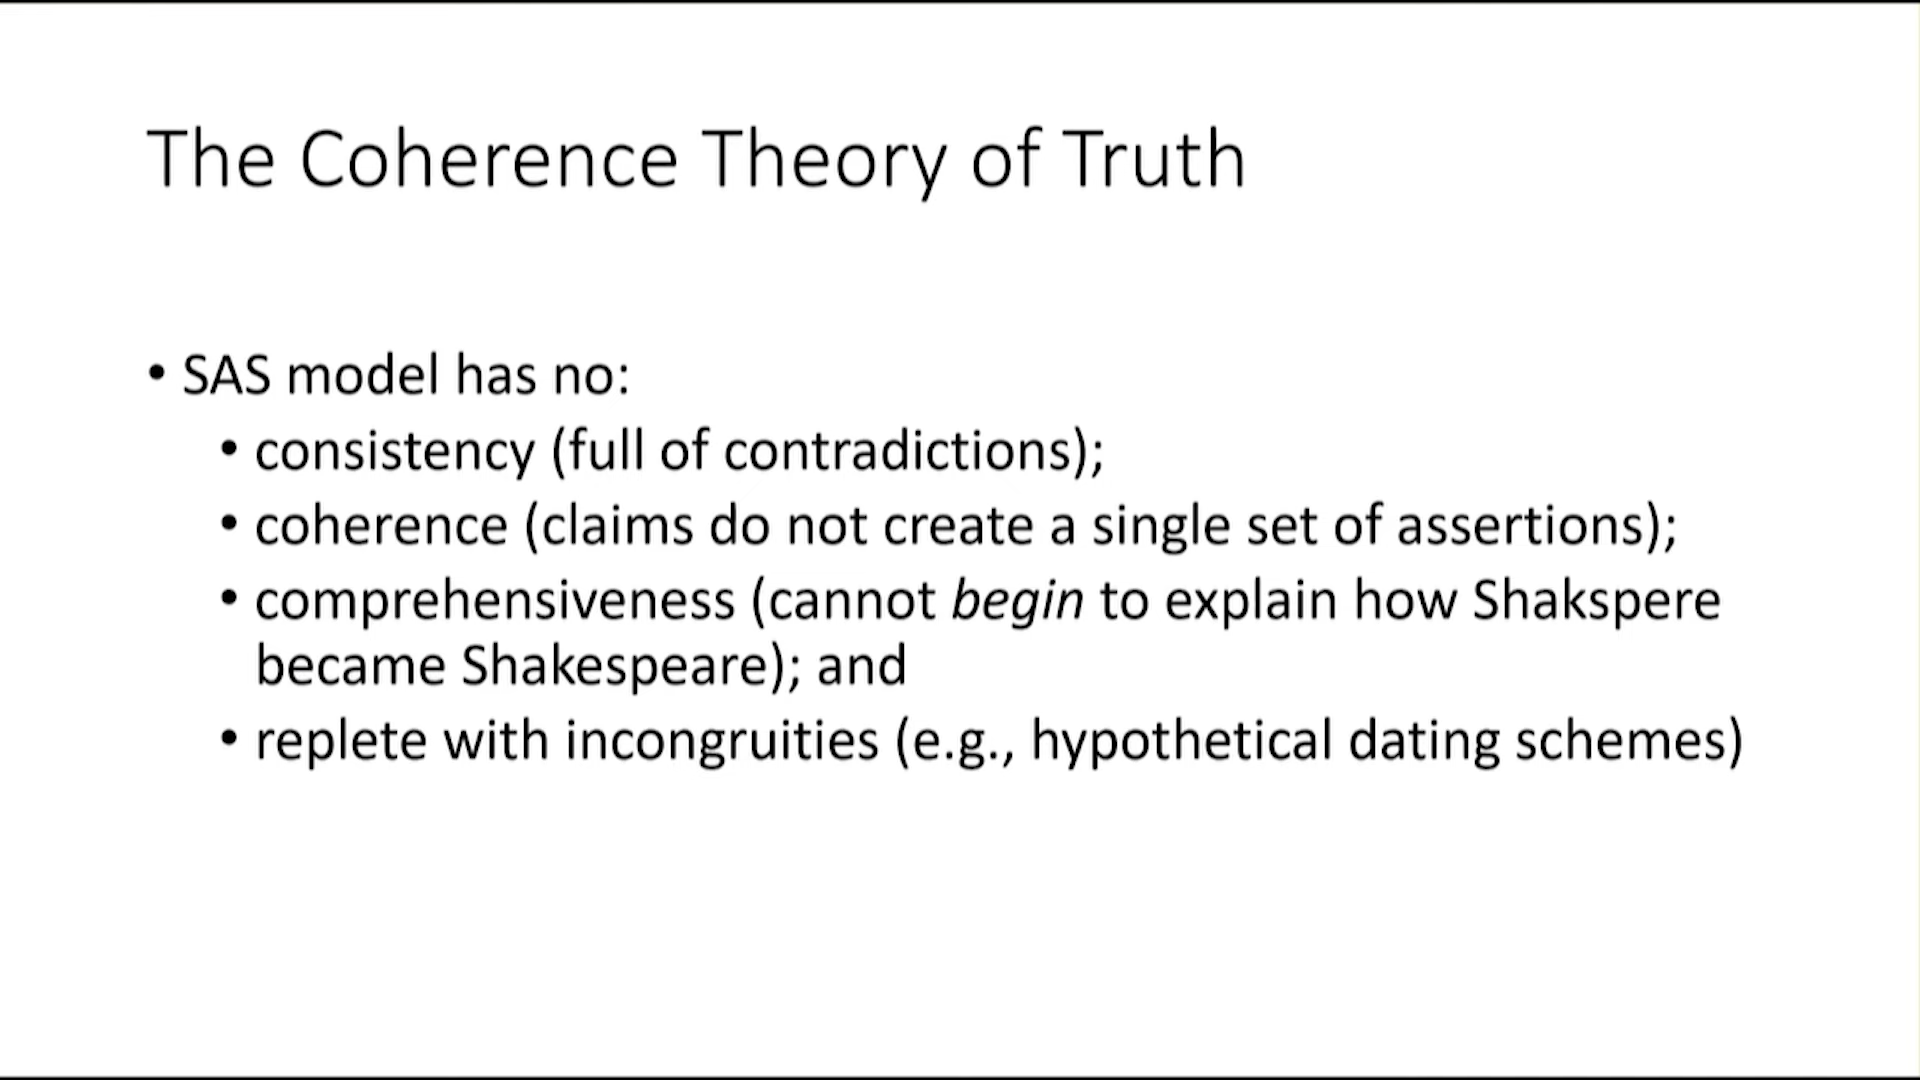 The Coherence Theory of Truth
• SAS model has no:
• consistency (full of contradictions);
• coherence (claims do not create a single set of assertions);
• comprehensiveness (cannot begin to explain how Shakspere
became Shakespeare); and
• replete with incongruities (e.g., hypothetical dating schemes)